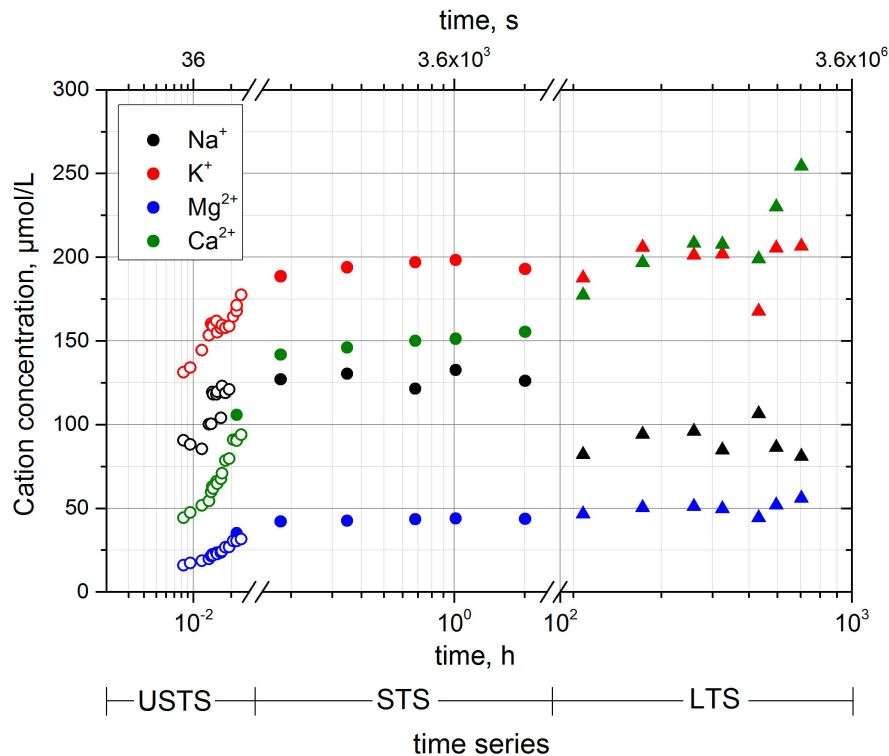 time, s
36 3.6x10³ 3.6x10⁶
300
250
200
150
100
50
0
Cation concentration, µmol/L
Na⁺
K⁺
Mg²⁺
Ca²⁺
10⁻² 10⁰ 10² 10³
time, h
USTS STS LTS
time series